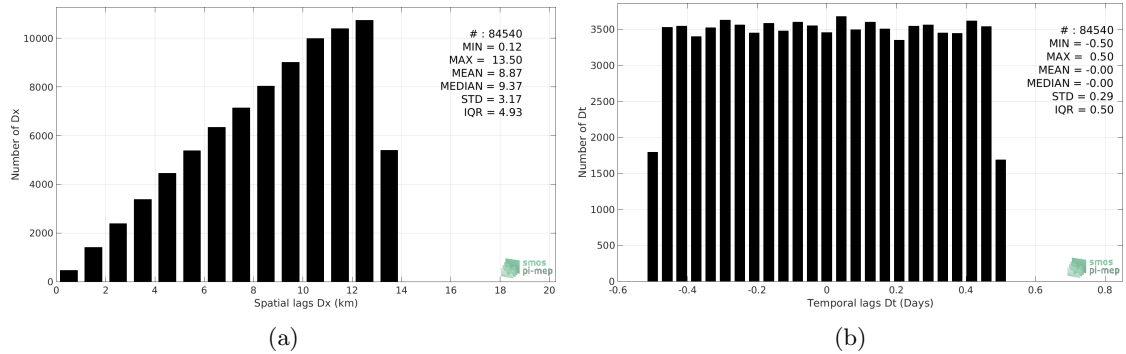 10000
8000
6000
4000
2000
0
Number of Dx
0 2 4 6 8 10 12 14 16 18 20
Spatial lags Dx (km)
# : 84540
MIN = 0.12
MAX = 13.50
MEAN = 8.87
MEDIAN = 9.37
STD = 3.17
IQR = 4.93
smos
pi-mep
(a)
3500
3000
2500
2000
1500
1000
500
0
Number of Dt
-0.6 -0.4 -0.2 0 0.2 0.4 0.6 0.8
Temporal lags Dt (Days)
# : 84540
MIN = -0.50
MAX = 0.50
MEAN = -0.00
MEDIAN = -0.00
STD = 0.29
IQR = 0.50
smos
pi-mep
(b)